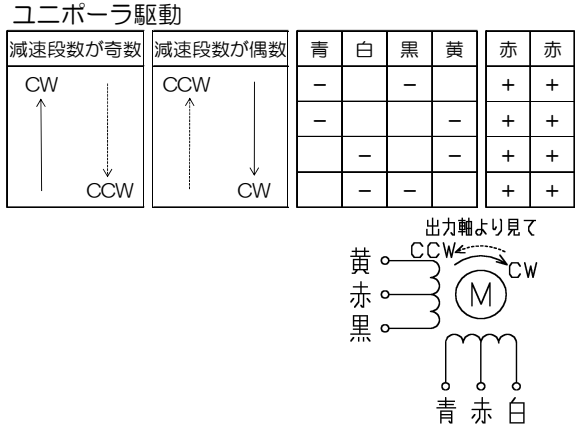 ユニポーラ駆動
減速段数が奇数 減速段数が偶数 青 白 黒 黄 赤 赤
CW CCW − − + +
− − + +
− − + +
CCW CW − − + +
出力軸より見て
CCW CW
黄
赤 M
黒
青 赤 白